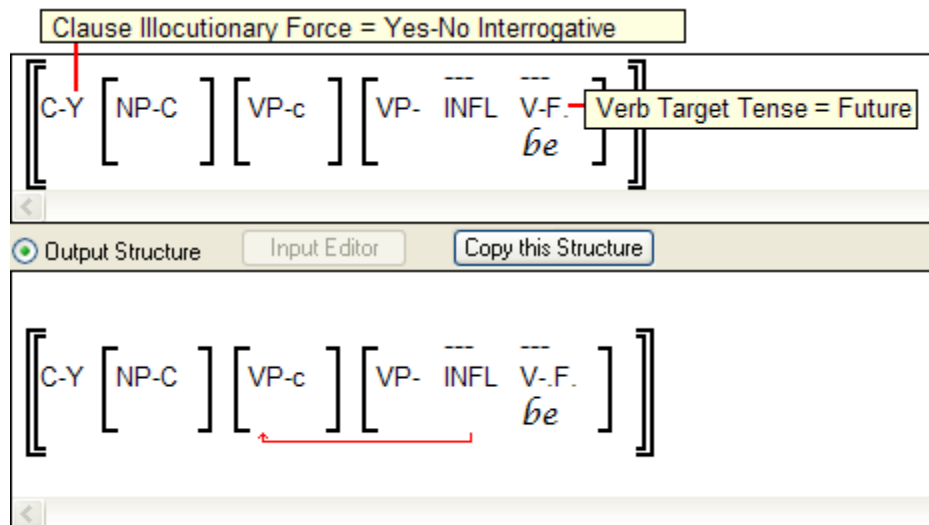 Clause Illocutionary Force = Yes-No Interrogative
C-Y NP-C VP-c VP- --- INFL --- V-F. Verb Target Tense = Future
be
Output Structure Input Editor Copy this Structure
C-Y NP-C VP-c VP- --- INFL --- V-.F.
be